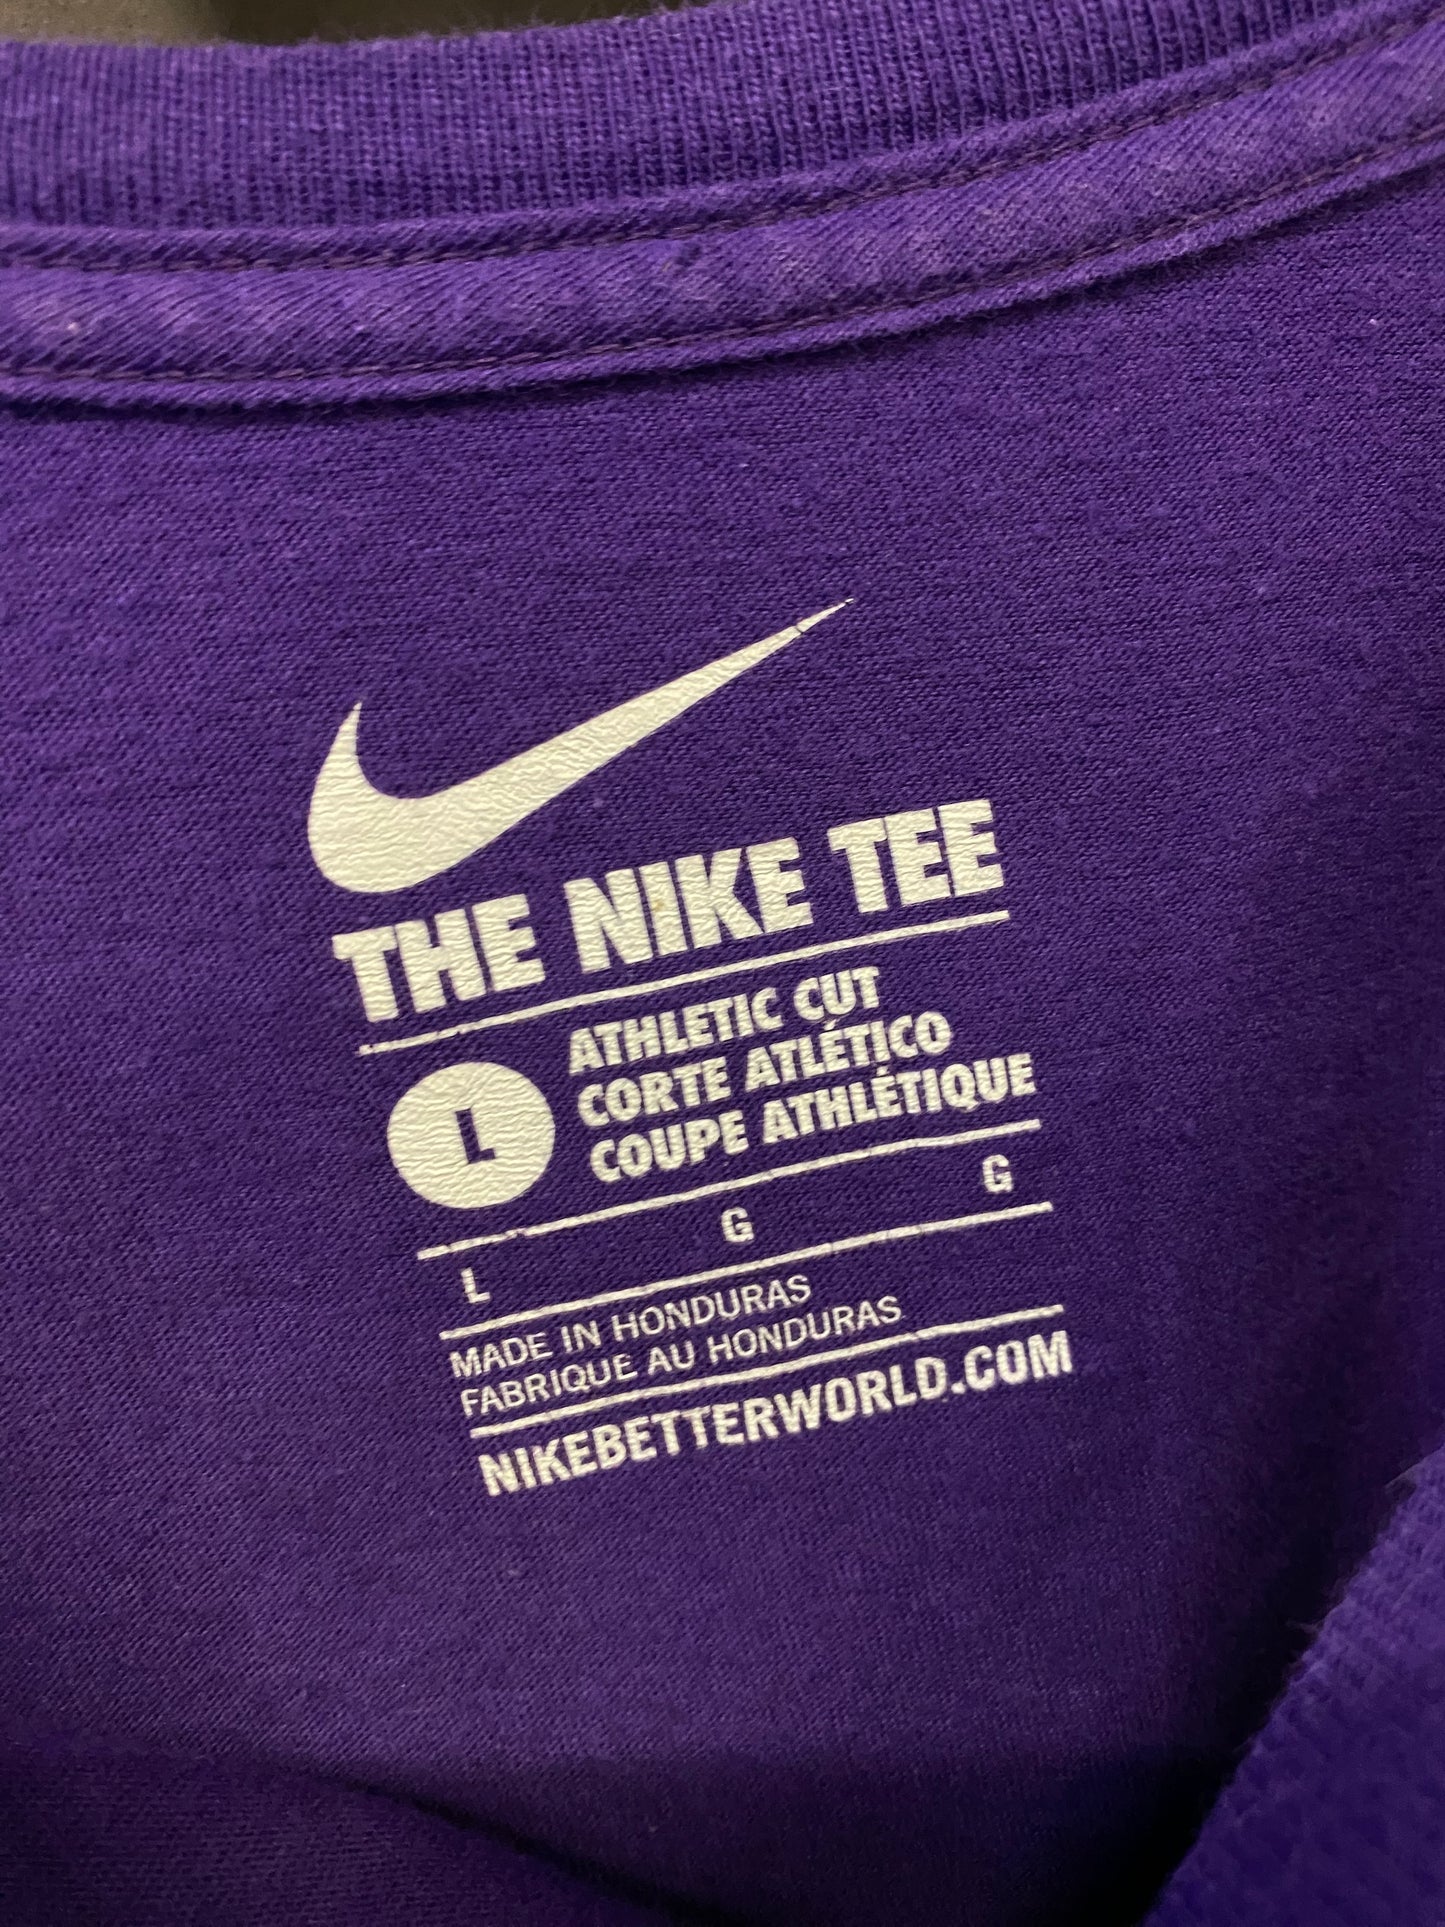 THE NIKE TEE
L
ATHLETIC CUT
CORTE ATLÉTICO
COUPE ATHLÉTIQUE
L G G
MADE IN HONDURAS
FABRIQUE AU HONDURAS
NIKEBETTERWORLD.COM